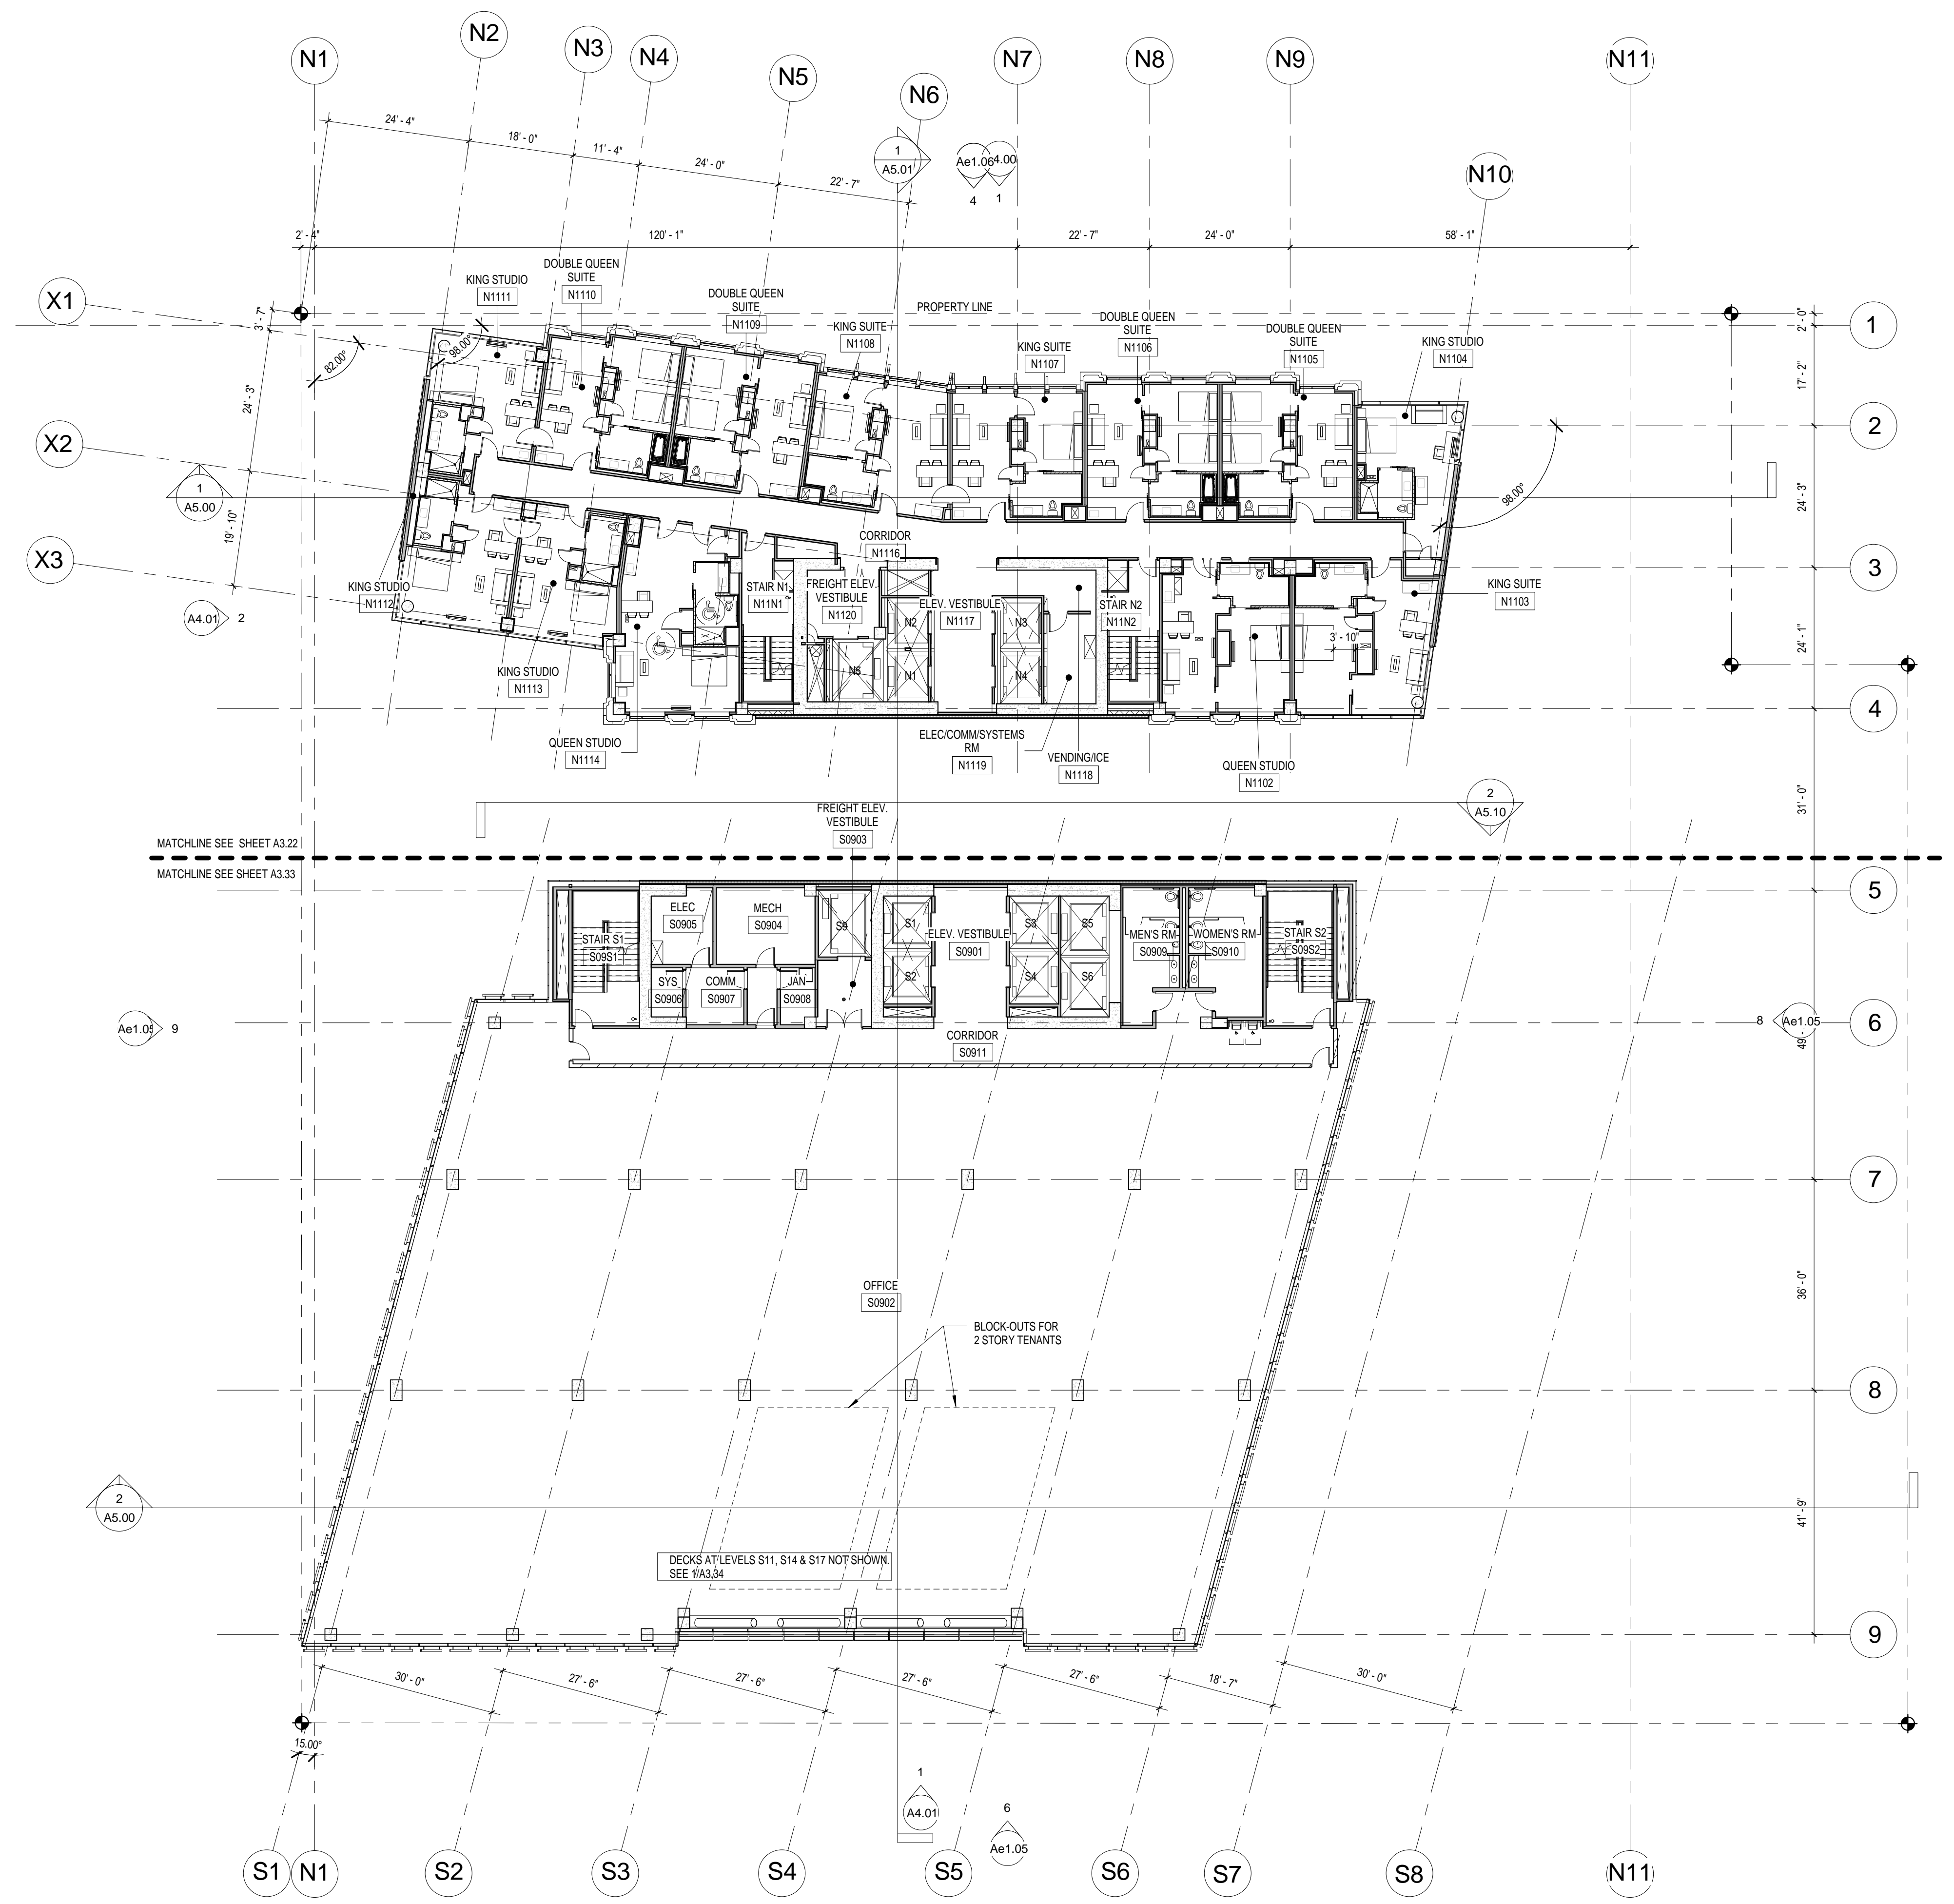 N1
N2
N3
N4
N5
N6
N7
N8
N9
N10
N11
24' - 4"
18' - 0"
11' - 4"
24' - 0"
22' - 7"
1
A5.01
Ae1.06
4.00
4
1
2' - 4"
120' - 1"
22' - 7"
24' - 0"
58' - 1"
X1
X2
X3
3' - 7"
24' - 3"
19' - 10"
82.00°
98.00°
98.00°
PROPERTY LINE
KING STUDIO
N1111
DOUBLE QUEEN
SUITE
N1110
DOUBLE QUEEN
SUITE
N1109
KING SUITE
N1108
KING SUITE
N1107
DOUBLE QUEEN
SUITE
N1106
DOUBLE QUEEN
SUITE
N1105
KING STUDIO
N1104
1
2
3
4
2' - 0"
17' - 2"
24' - 3"
24' - 1"
31' - 0"
1
A5.00
A4.01
2
KING STUDIO
N1112
KING STUDIO
N1113
QUEEN STUDIO
N1114
STAIR N1
N11N1
FREIGHT ELEV.
VESTIBULE
N1120
CORRIDOR
N1116
ELEV. VESTIBULE
N1117
N2
N1
N3
N4
N5
STAIR N2
N11N2
KING SUITE
N1103
3' - 10"
ELEC/COMM/SYSTEMS
RM
N1119
VENDING/ICE
N1118
QUEEN STUDIO
N1102
2
A5.10
FREIGHT ELEV.
VESTIBULE
S0903
MATCHLINE SEE SHEET A3.22
MATCHLINE SEE SHEET A3.33
5
6
7
8
9
STAIR S1
S09S1
ELEC
S0905
MECH
S0904
SYS
S0906
COMM
S0907
JAN
S0908
S9
S1
S2
ELEV. VESTIBULE
S0901
S3
S4
S5
S6
MEN'S RM
S0909
WOMEN'S RM
S0910
STAIR S2
S09S2
CORRIDOR
S0911
Ae1.05
9
8
Ae1.05
49' -
36' - 0"
41' - 9"
OFFICE
S0902
BLOCK-OUTS FOR
2 STORY TENANTS
2
A5.00
DECKS AT LEVELS S11, S14 & S17 NOT SHOWN.
SEE 1/A3.34
30' - 0"
27' - 6"
27' - 6"
27' - 6"
27' - 6"
18' - 7"
30' - 0"
15.00°
1
A4.01
6
Ae1.05
S1
N1
S2
S3
S4
S5
S6
S7
S8
N11